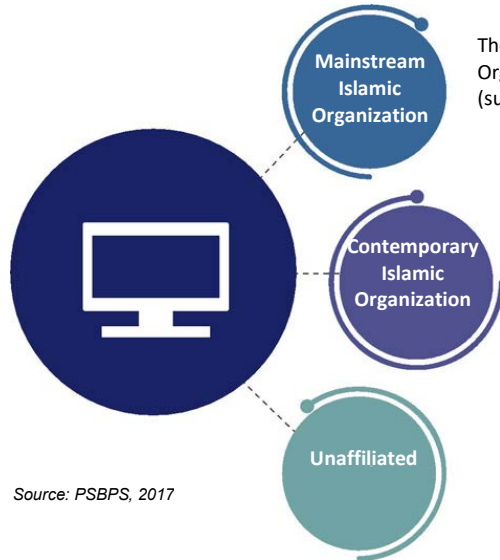 Mainstream
Islamic
Organization
Contemporary
Islamic
Organization
Unaffiliated
Source: PSBPS, 2017